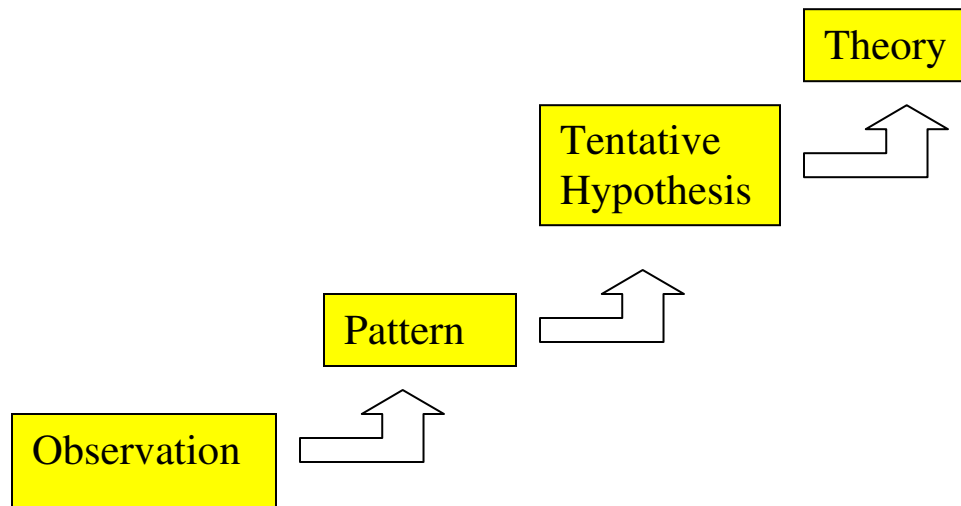 Theory
Tentative
Hypothesis
Pattern
Observation